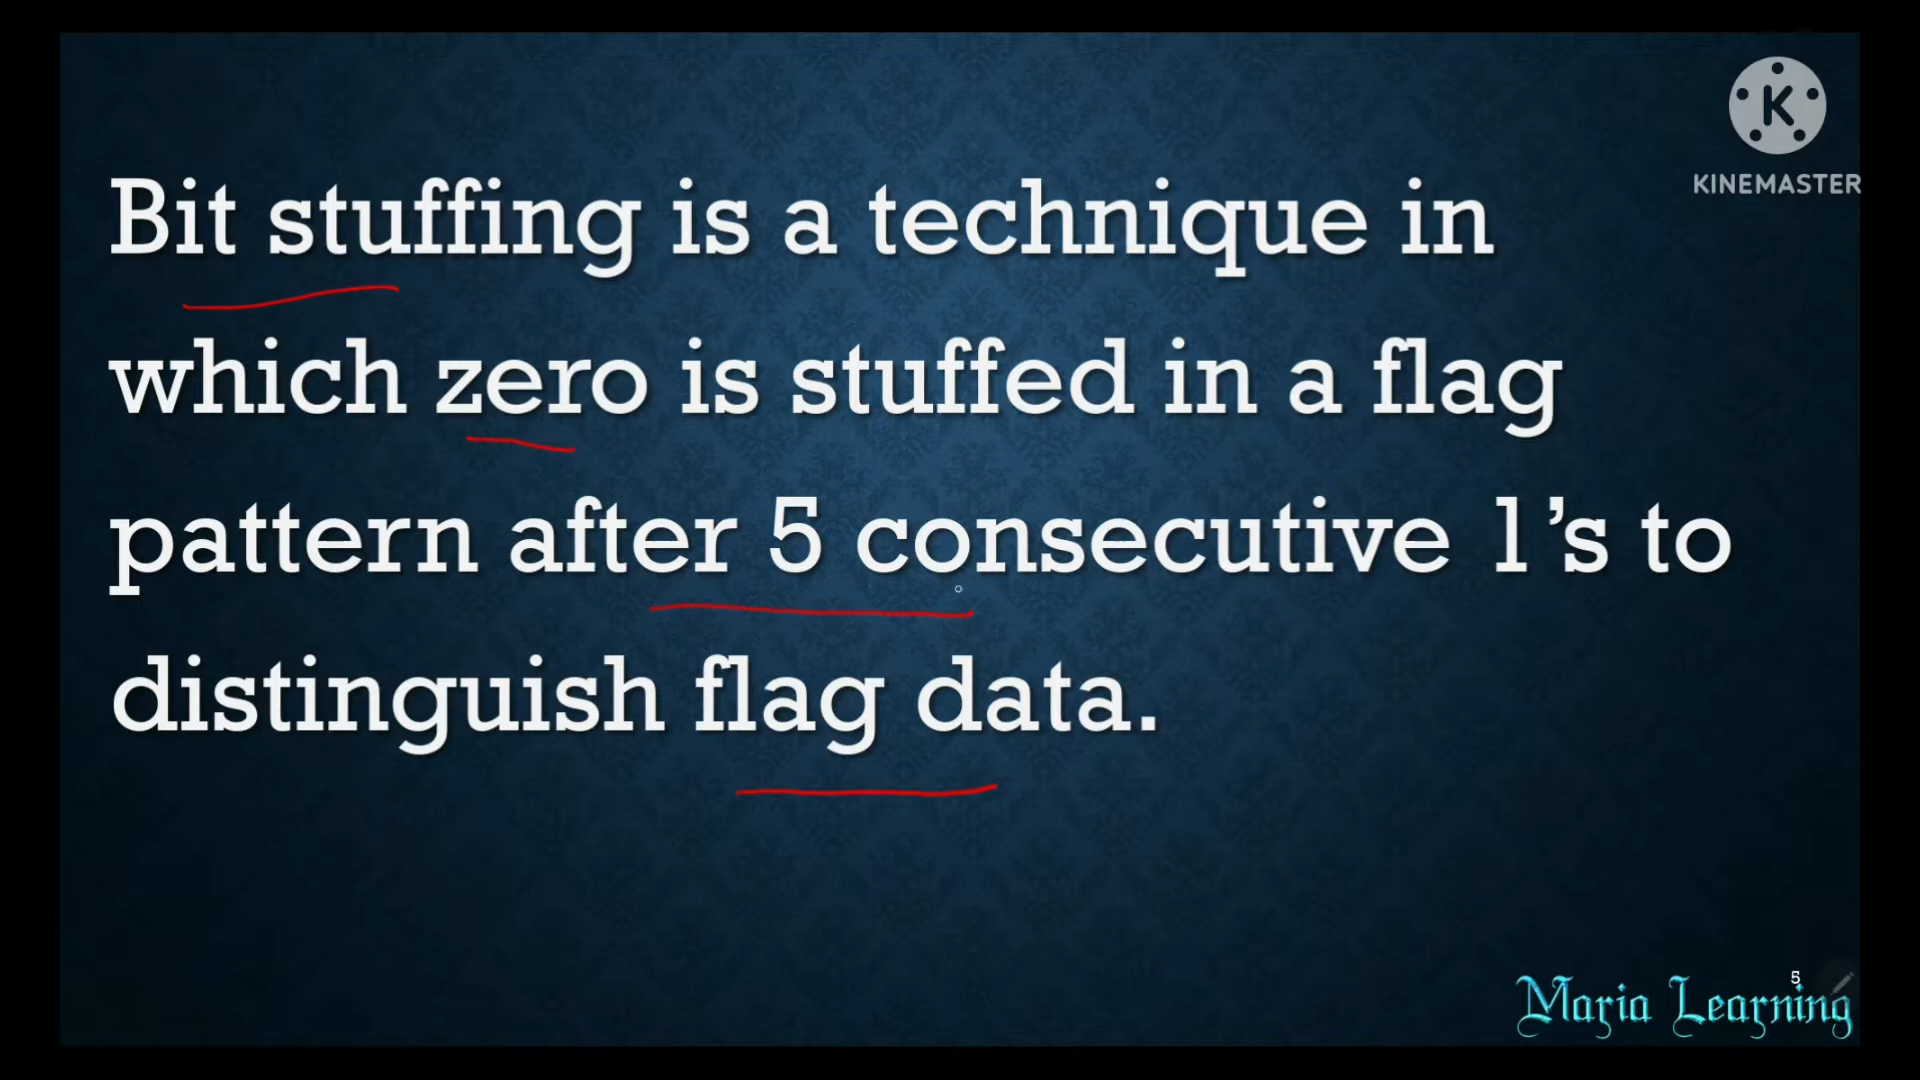 KINEMASTER
Bit stuffing is a technique in
which zero is stuffed in a flag
pattern after 5 consecutive 1’s to
distinguish flag data.
5
Maria Learning